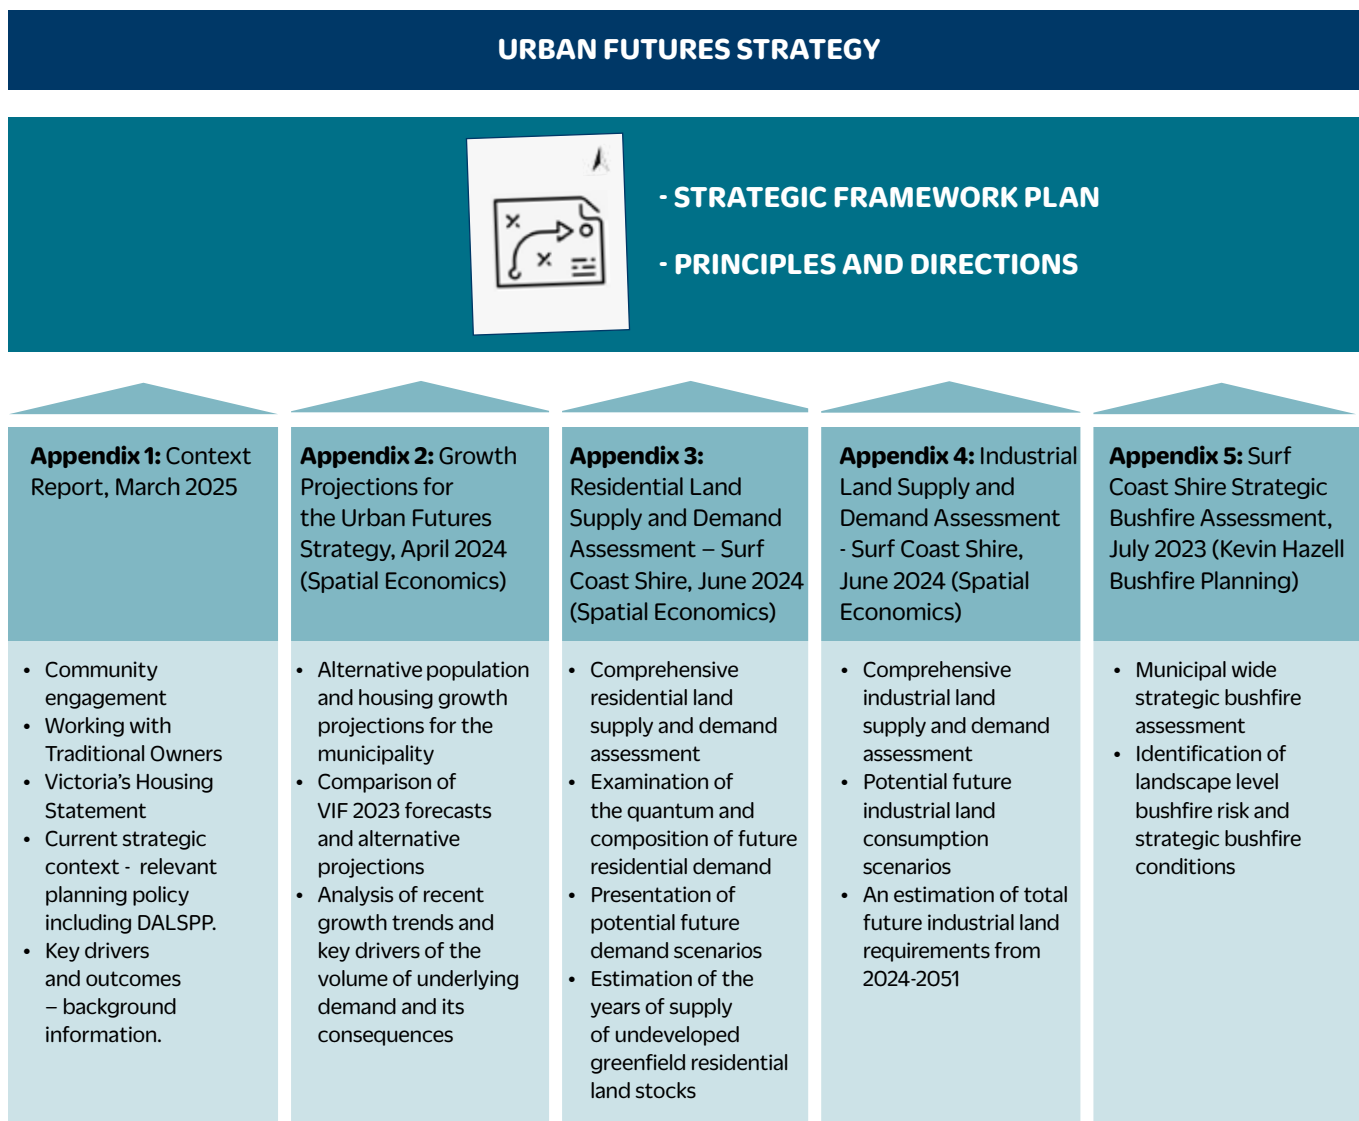 URBAN FUTURES STRATEGY
- STRATEGIC FRAMEWORK PLAN
- PRINCIPLES AND DIRECTIONS
Appendix 1: Context
Report, March 2025
Appendix 2: Growth
Projections for
the Urban Futures
Strategy, April 2024
(Spatial Economics)
Appendix 3:
Residential Land
Supply and Demand
Assessment – Surf
Coast Shire, June 2024
(Spatial Economics)
Appendix 4: Industrial
Land Supply and
Demand Assessment
- Surf Coast Shire,
June 2024 (Spatial
Economics)
Appendix 5: Surf
Coast Shire Strategic
Bushfire Assessment,
July 2023 (Kevin Hazell
Bushfire Planning)
• Community
engagement
• Working with
Traditional Owners
• Victoria's Housing
Statement
• Current strategic
context - relevant
planning policy
including DALSPP.
• Key drivers
and outcomes
– background
information.
• Alternative population
and housing growth
projections for the
municipality
• Comparison of
VIF 2023 forecasts
and alternative
projections
• Analysis of recent
growth trends and
key drivers of the
volume of underlying
demand and its
consequences
• Comprehensive
residential land
supply and demand
assessment
• Examination of
the quantum and
composition of future
residential demand
• Presentation of
potential future
demand scenarios
• Estimation of the
years of supply
of undeveloped
greenfield residential
land stocks
• Comprehensive
industrial land
supply and demand
assessment
• Potential future
industrial land
consumption
scenarios
• An estimation of total
future industrial land
requirements from
2024-2051
• Municipal wide
strategic bushfire
assessment
• Identification of
landscape level
bushfire risk and
strategic bushfire
conditions